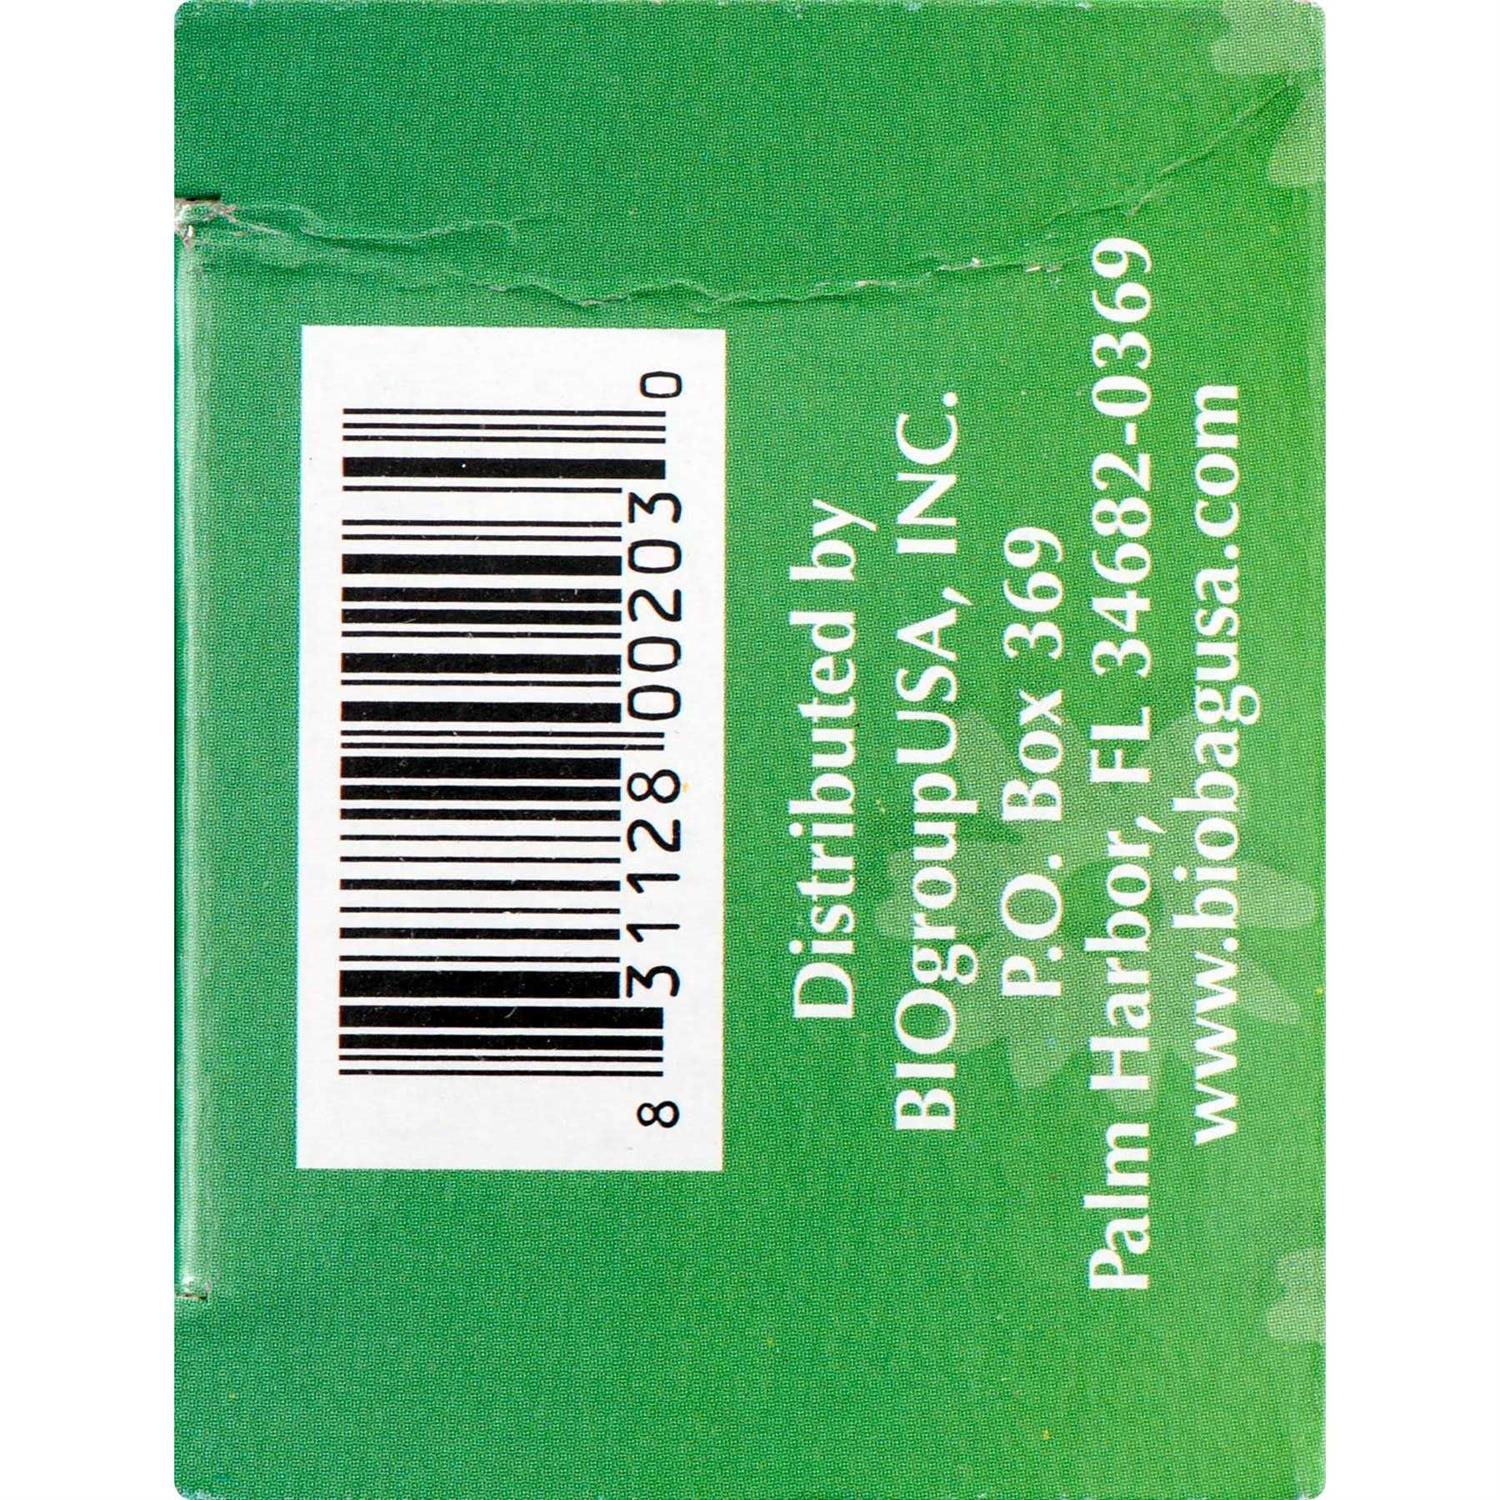 8 31128 00203 0
Distributed by
BIOgroupUSA, INC.
P.O. Box 369
Palm Harbor, FL 34682-0369
www.biobagusa.com